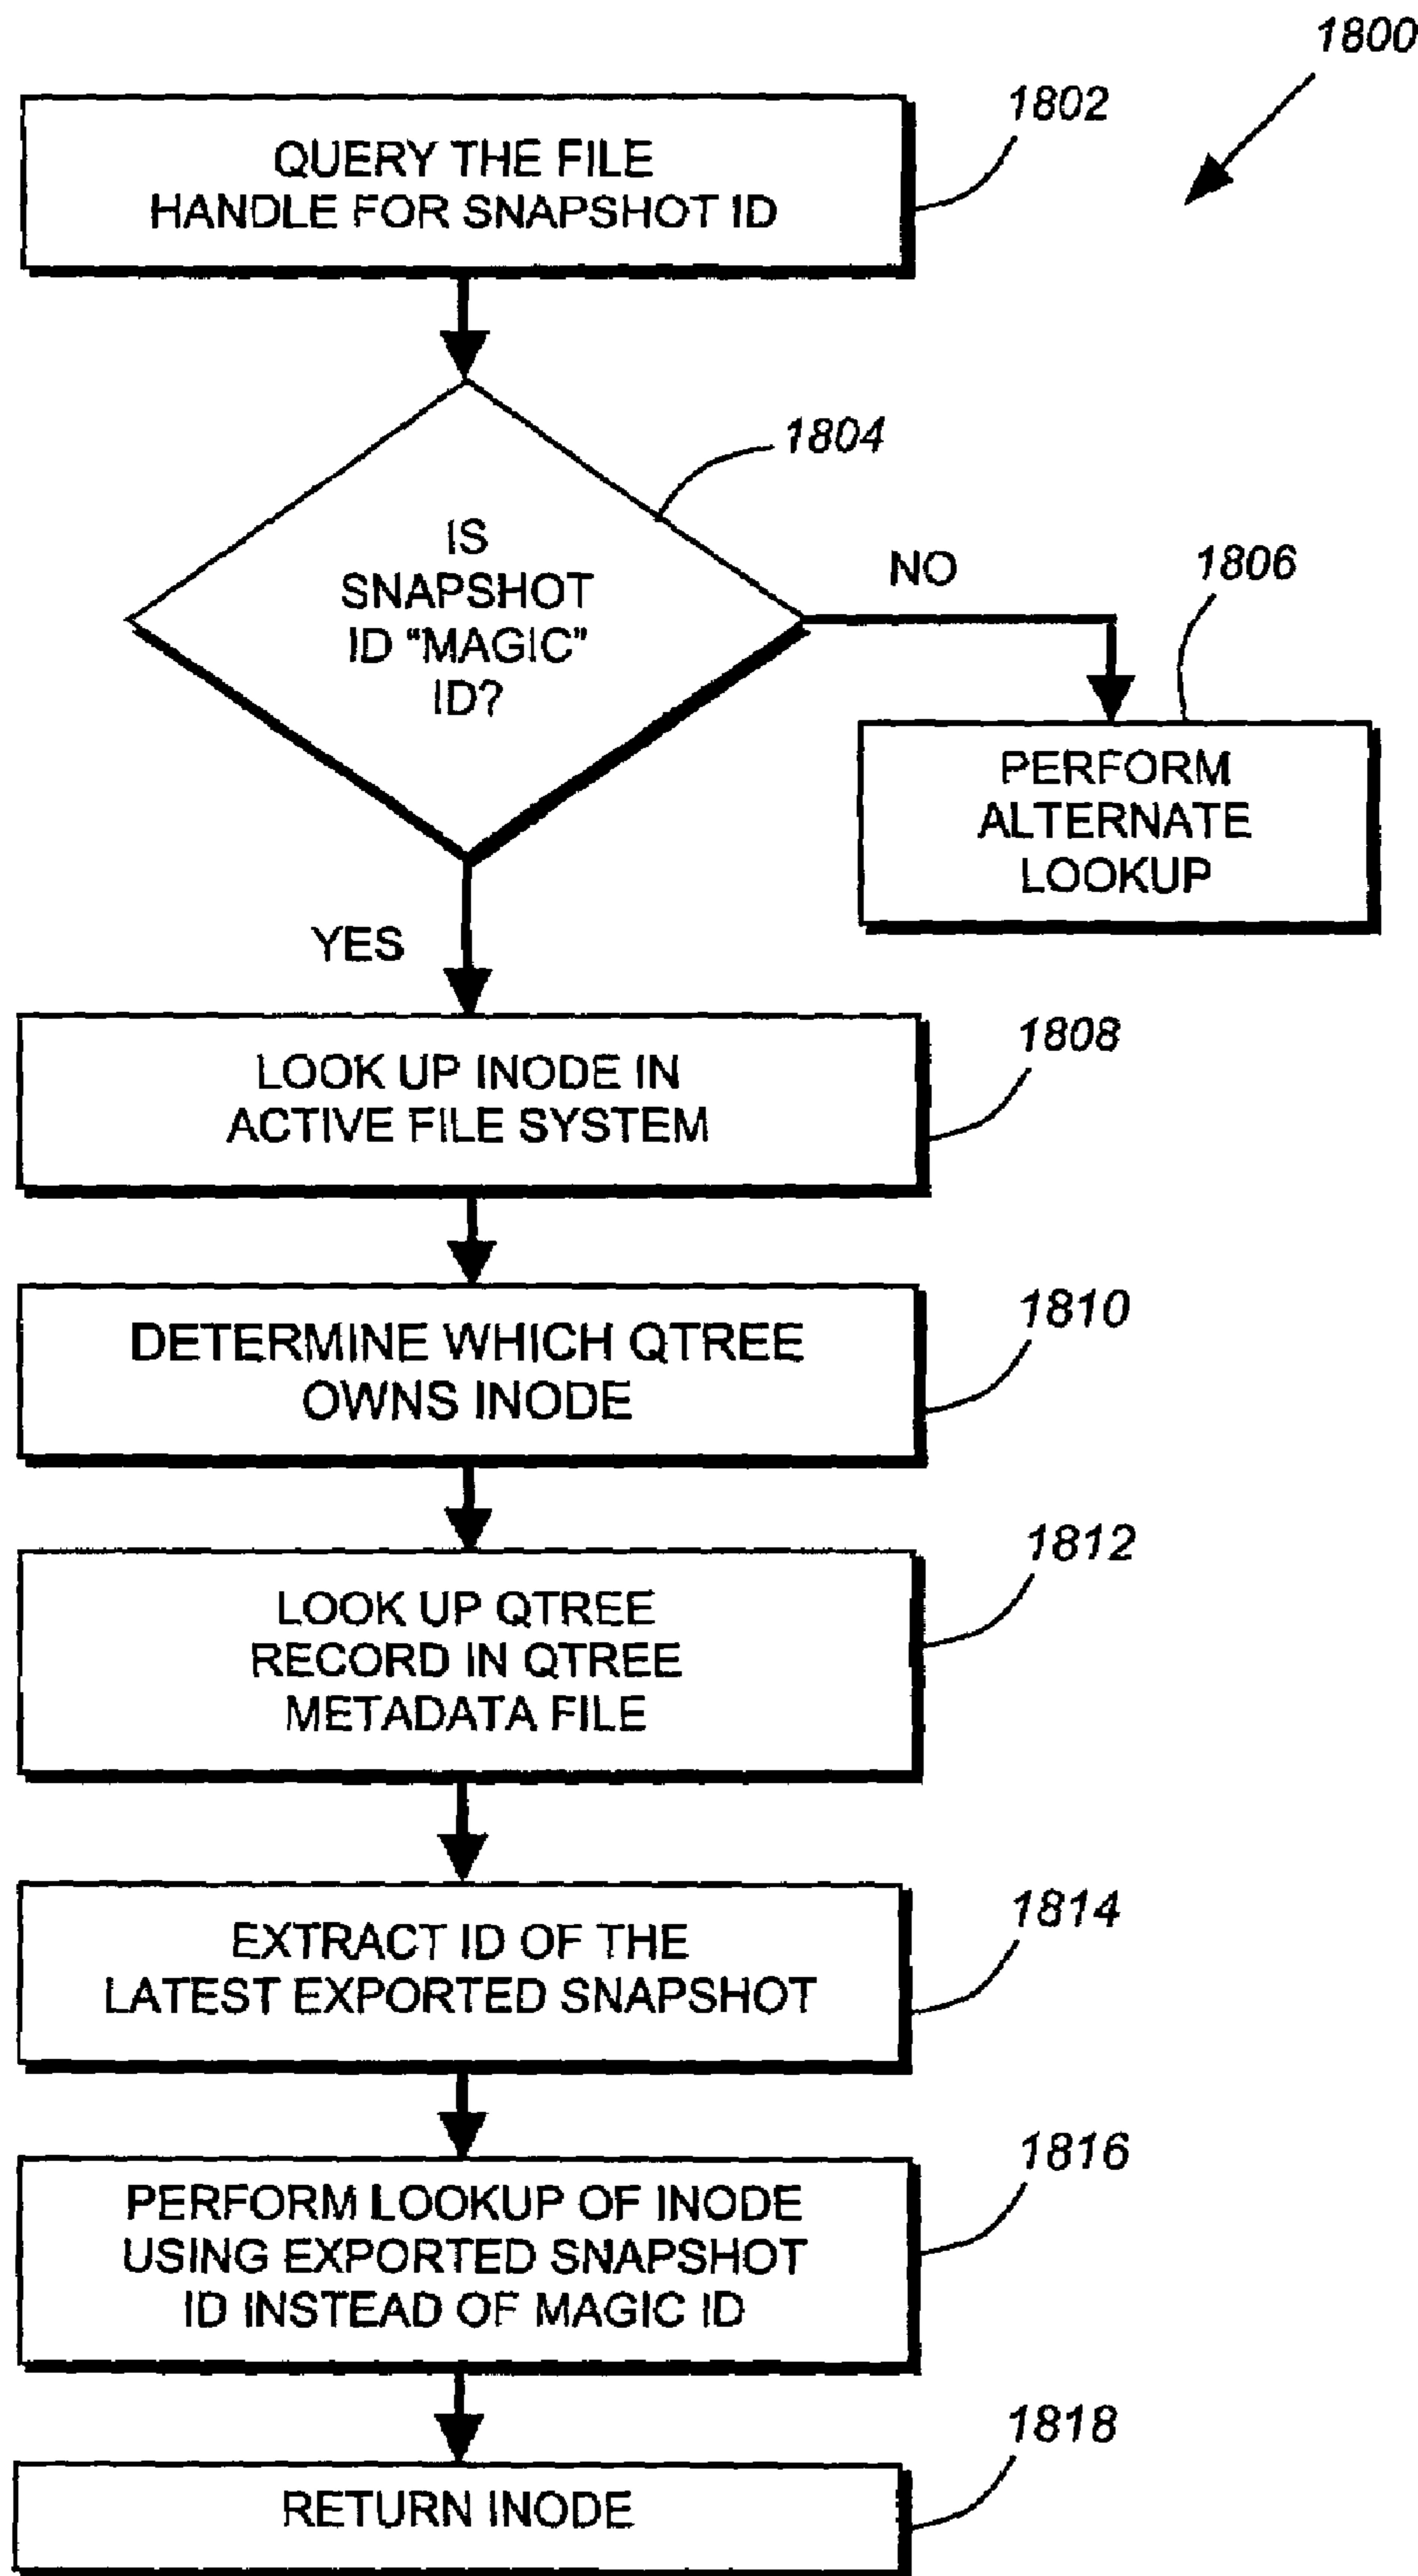 1800
1802
QUERY THE FILE
HANDLE FOR SNAPSHOT ID
1804
IS
SNAPSHOT
ID “MAGIC”
ID?
NO
1806
PERFORM
ALTERNATE
LOOKUP
YES
1808
LOOK UP INODE IN
ACTIVE FILE SYSTEM
1810
DETERMINE WHICH QTREE
OWNS INODE
1812
LOOK UP QTREE
RECORD IN QTREE
METADATA FILE
1814
EXTRACT ID OF THE
LATEST EXPORTED SNAPSHOT
1816
PERFORM LOOKUP OF INODE
USING EXPORTED SNAPSHOT
ID INSTEAD OF MAGIC ID
1818
RETURN INODE